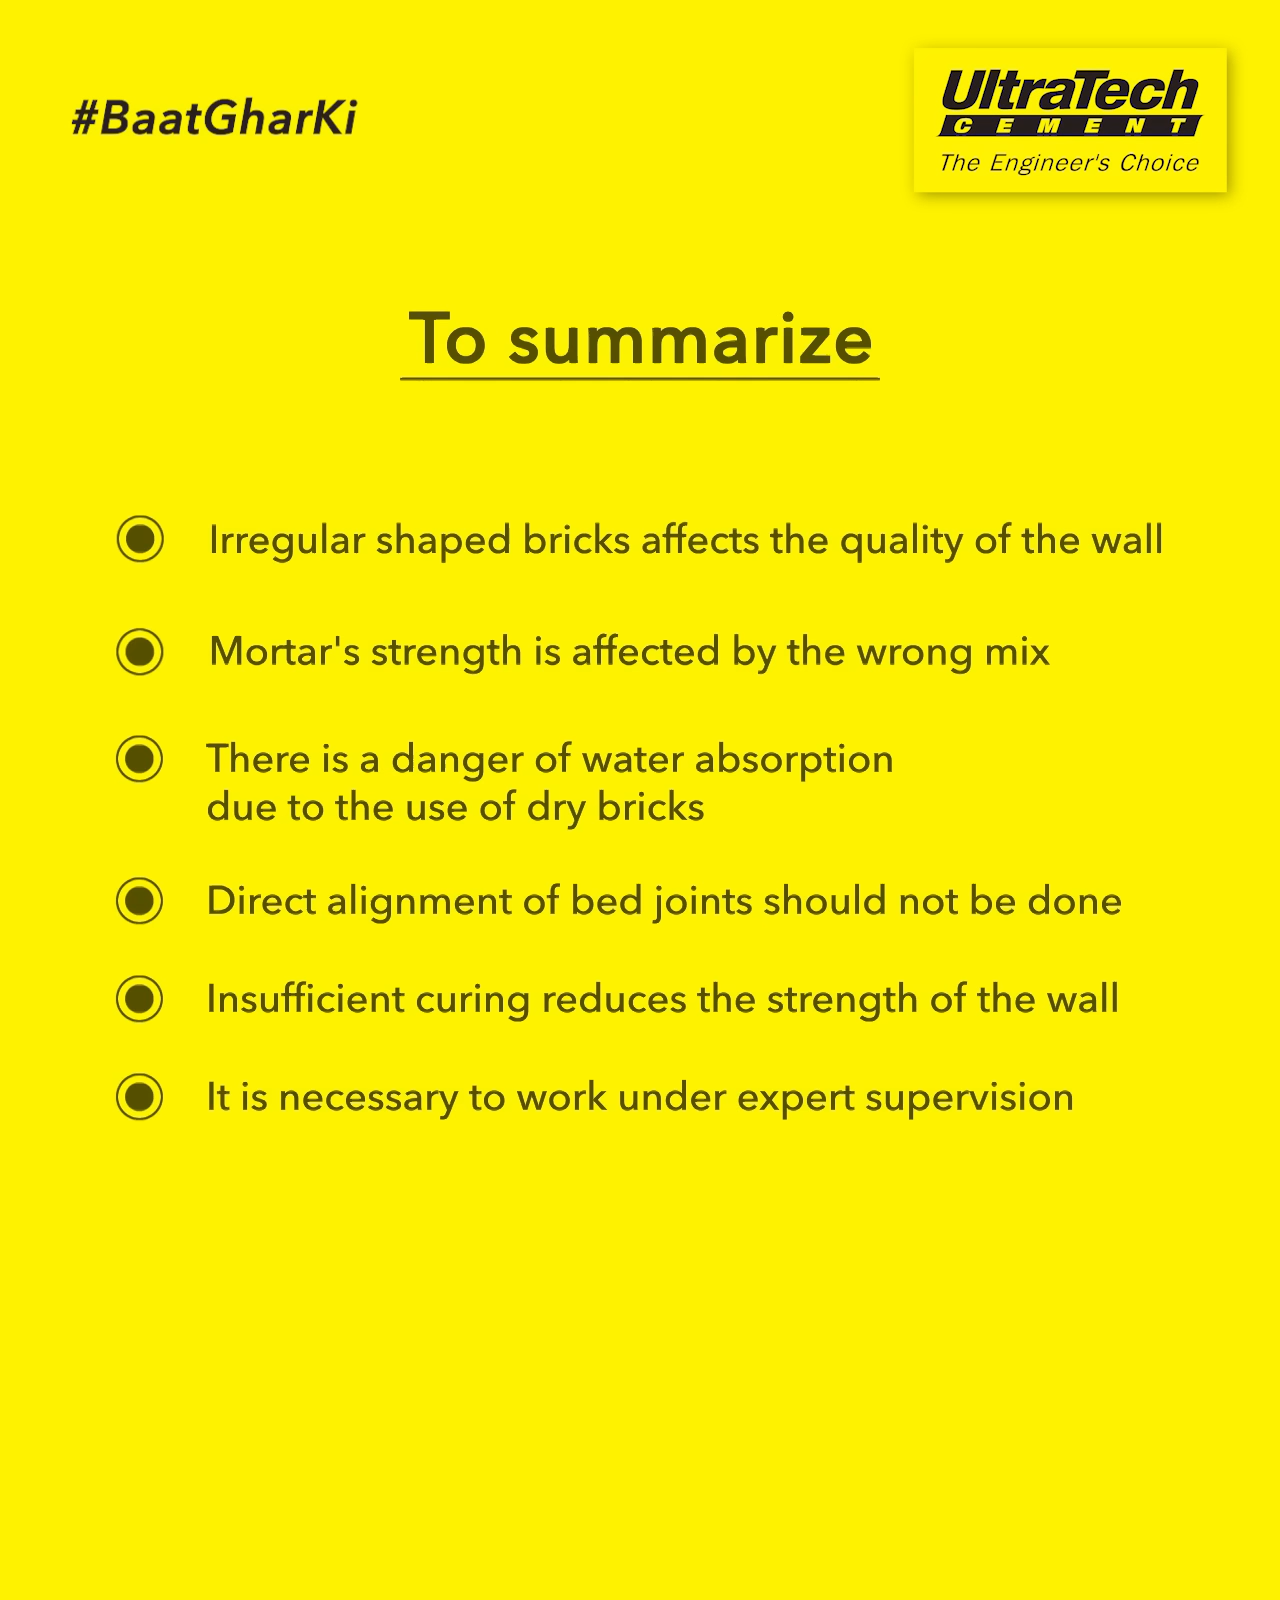 #BaatGharKi
UltraTech
CEMENT
The Engineer's Choice
To summarize
Irregular shaped bricks affects the quality of the wall
Mortar's strength is affected by the wrong mix
There is a danger of water absorption
due to the use of dry bricks
Direct alignment of bed joints should not be done
Insufficient curing reduces the strength of the wall
It is necessary to work under expert supervision